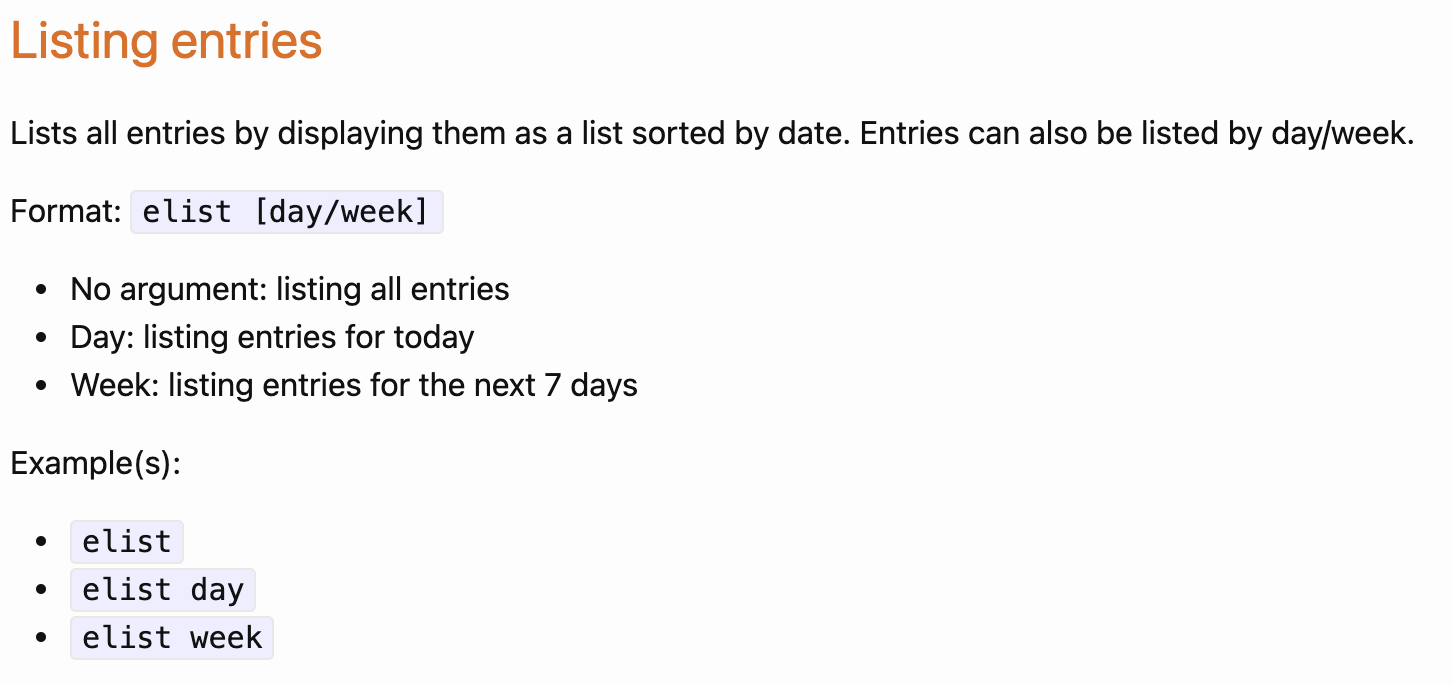 Listing entries
Lists all entries by displaying them as a list sorted by date. Entries can also be listed by day/week.
Format: elist [day/week]
• No argument: listing all entries
• Day: listing entries for today
• Week: listing entries for the next 7 days
Example(s):
• elist
• elist day
• elist week